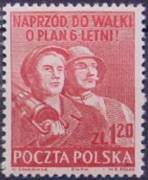 NAPRZÓD, DO WALKI
O PLAN 6-LETNI!
ZŁ 1.20
POCZTA POLSKA